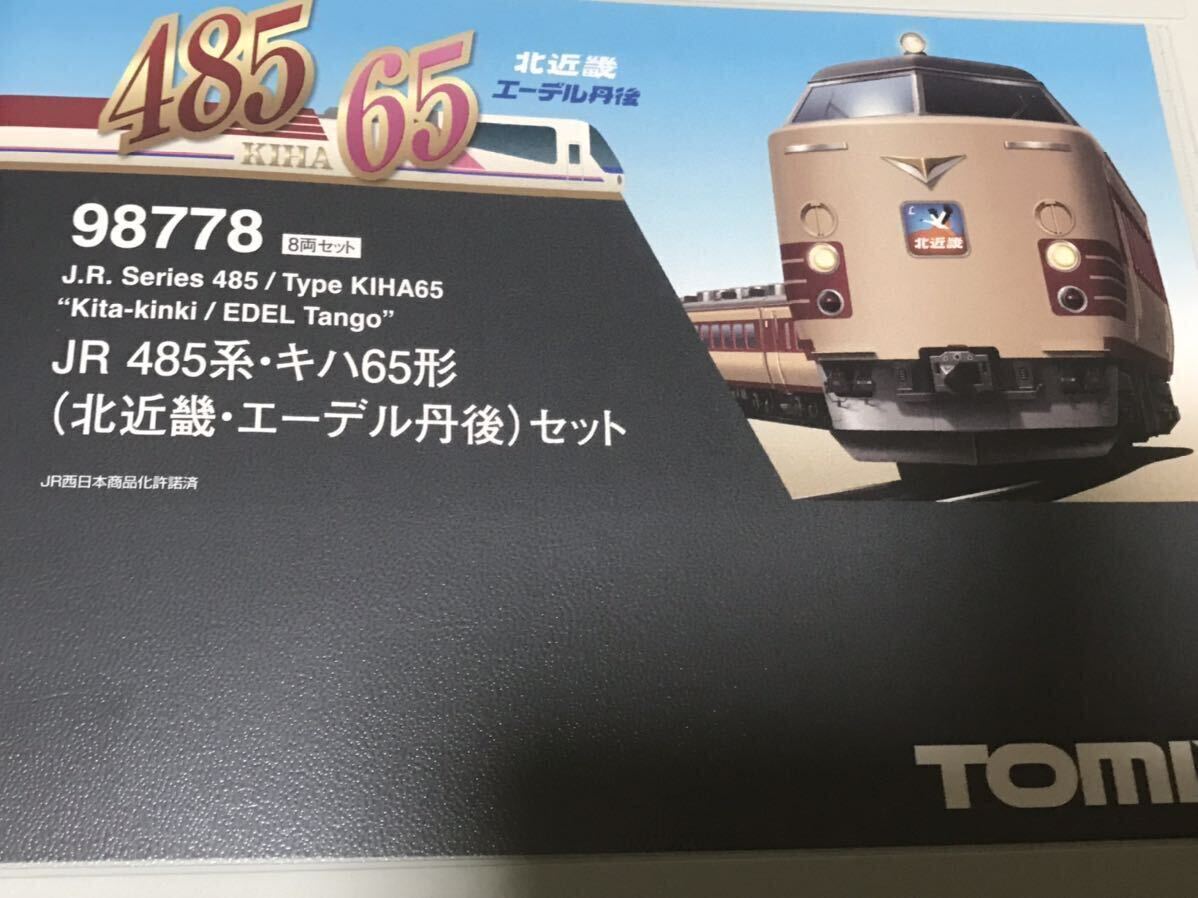 485
KIHA 65
北近畿
エーデル丹後
北近畿
98778 8両セット
J.R. Series 485 / Type KIHA65
“Kita-kinki / EDEL Tango”
JR 485系・キハ65形
(北近畿・エーデル丹後)セット
JR西日本商品化許諾済
TOMI